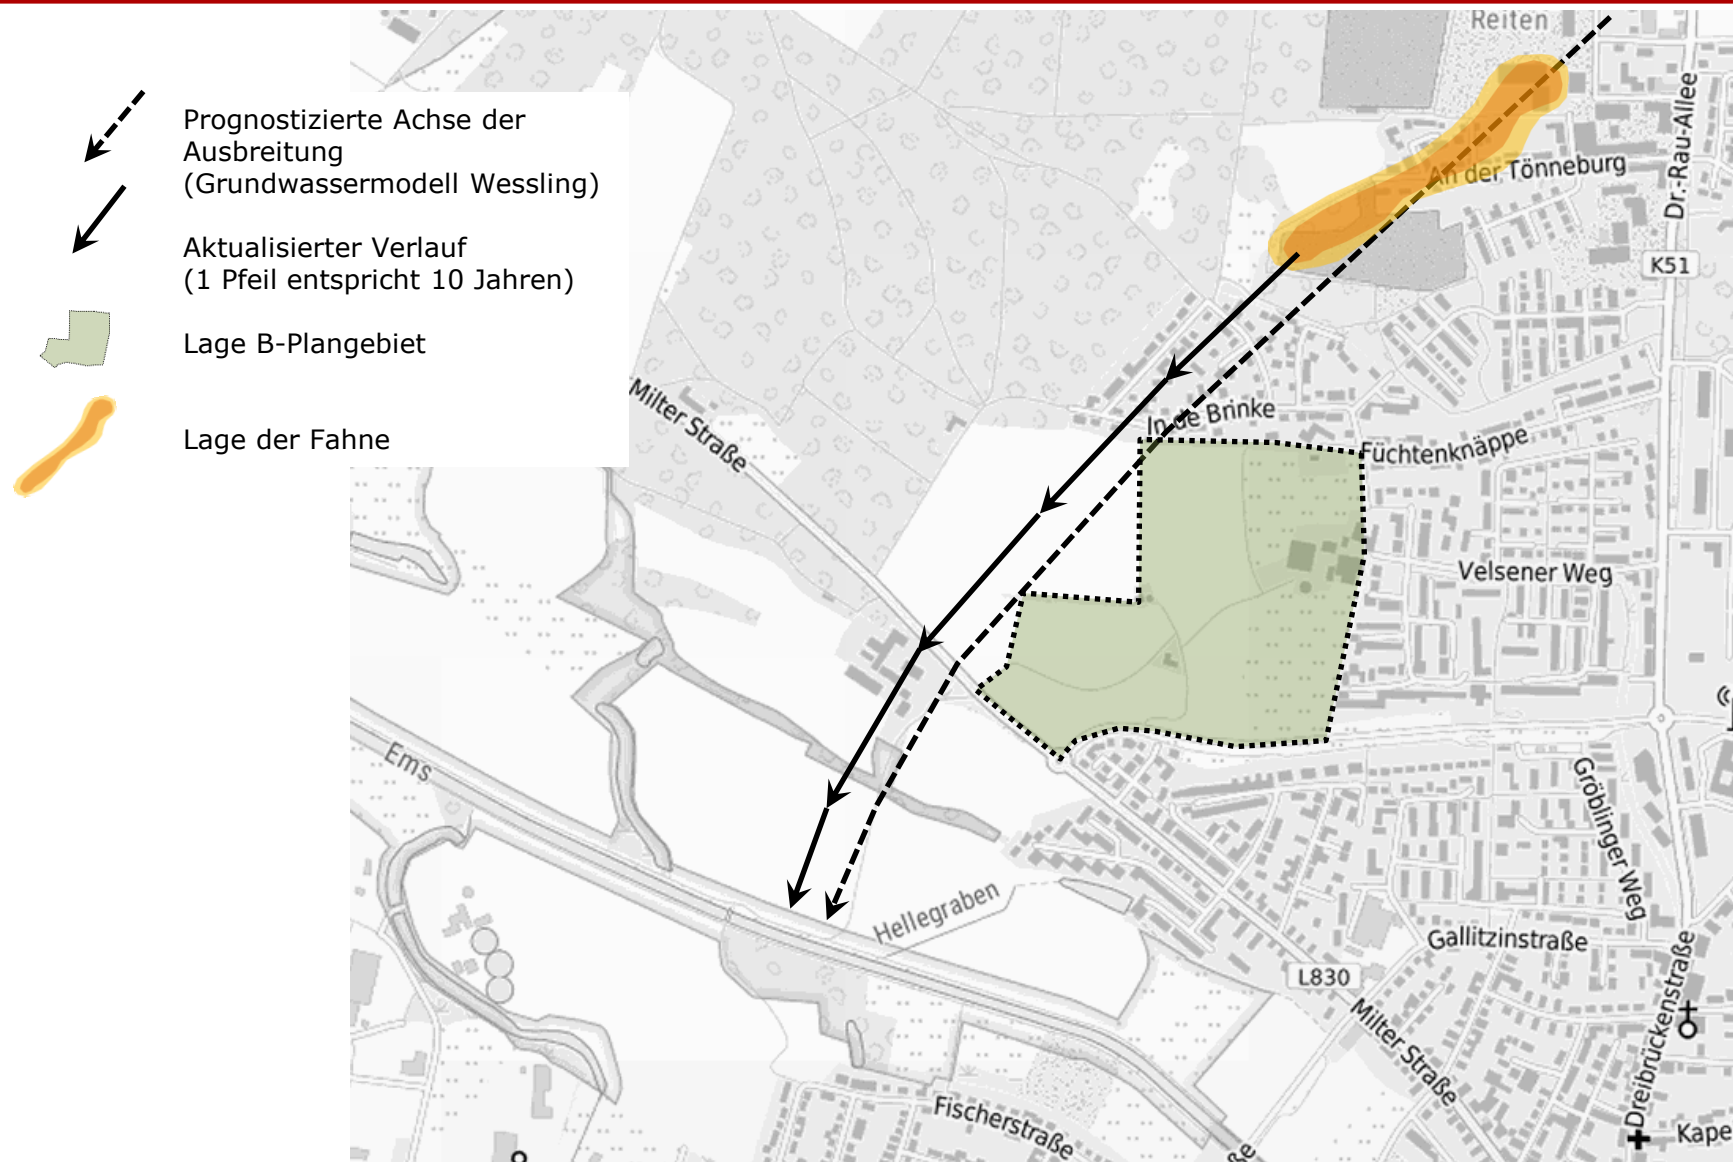 Prognostizierte Achse der
Ausbreitung
(Grundwassermodell Wessling)
Aktualisierter Verlauf
(1 Pfeil entspricht 10 Jahren)
Lage B-Plangebiet
Lage der Fahne
Reiten
Dr.-Rau-Allee
An der Tönneburg
K51
Milter Straße
In de Brinke
Füchtenknäppe
Velsener Weg
Ems
Gröblinger Weg
Hellegraben
Gallitzinstraße
L830
Milter Straße
Dreibrückenstraße
Fischerstraße
Kape
ße